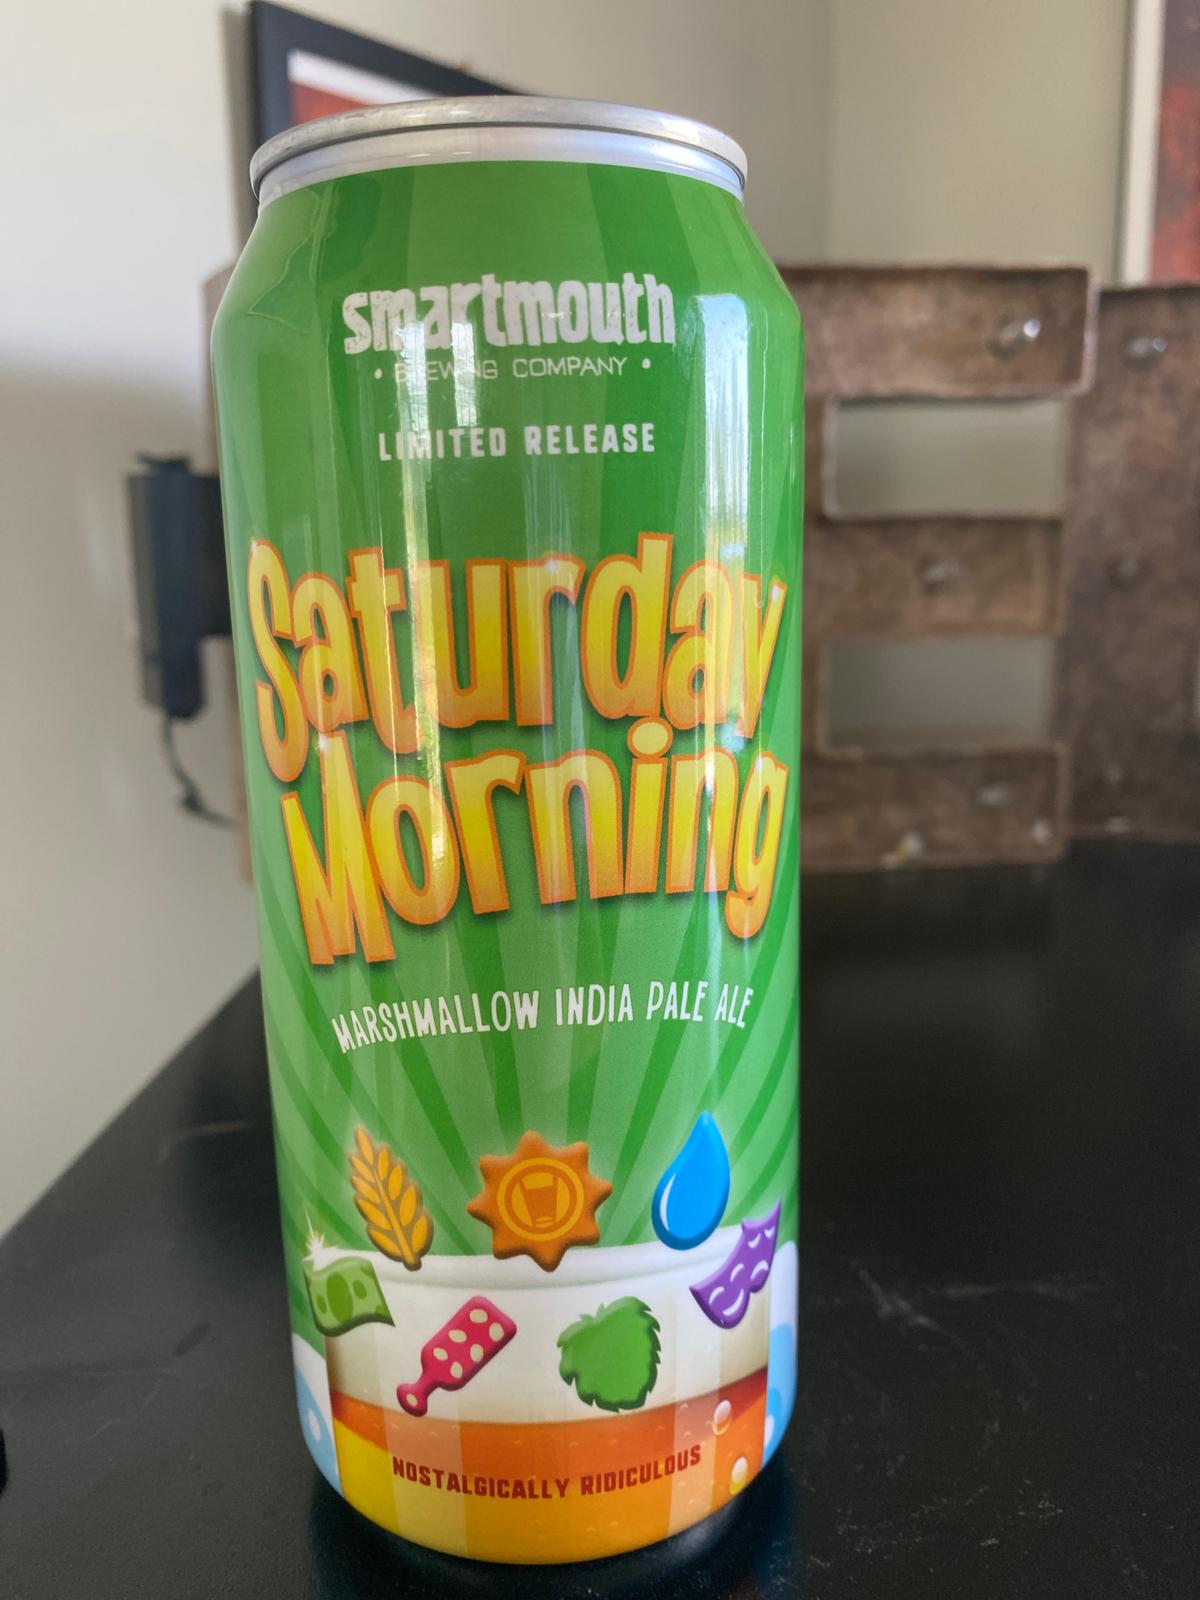 smartmouth
• BREWING COMPANY •
LIMITED RELEASE
Saturday
Morning
MARSHMALLOW INDIA PALE ALE
NOSTALGICALLY RIDICULOUS